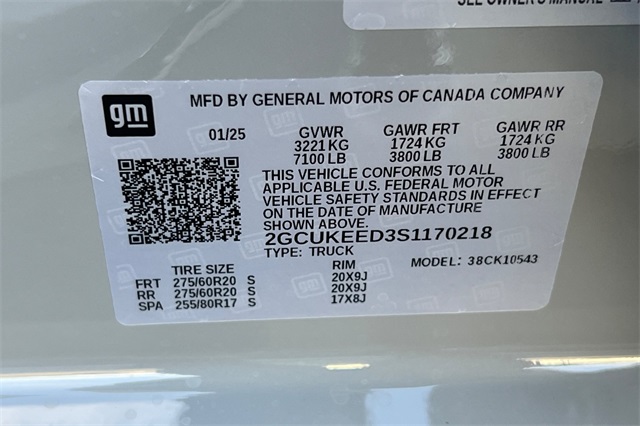 SEE OWNER'S MANUAL
gm
MFD BY GENERAL MOTORS OF CANADA COMPANY
01/25 GVWR GAWR FRT GAWR RR
3221 KG 1724 KG 1724 KG
7100 LB 3800 LB 3800 LB
THIS VEHICLE CONFORMS TO ALL
APPLICABLE U.S. FEDERAL MOTOR
VEHICLE SAFETY STANDARDS IN EFFECT
ON THE DATE OF MANUFACTURE
SHOWN ABOVE.
2GCUKEED3S1170218
TYPE: TRUCK MODEL: 38CK10543
TIRE SIZE RIM
FRT 275/60R20 S 20X9J
RR 275/60R20 S 20X9J
SPA 255/80R17 S 17X8J